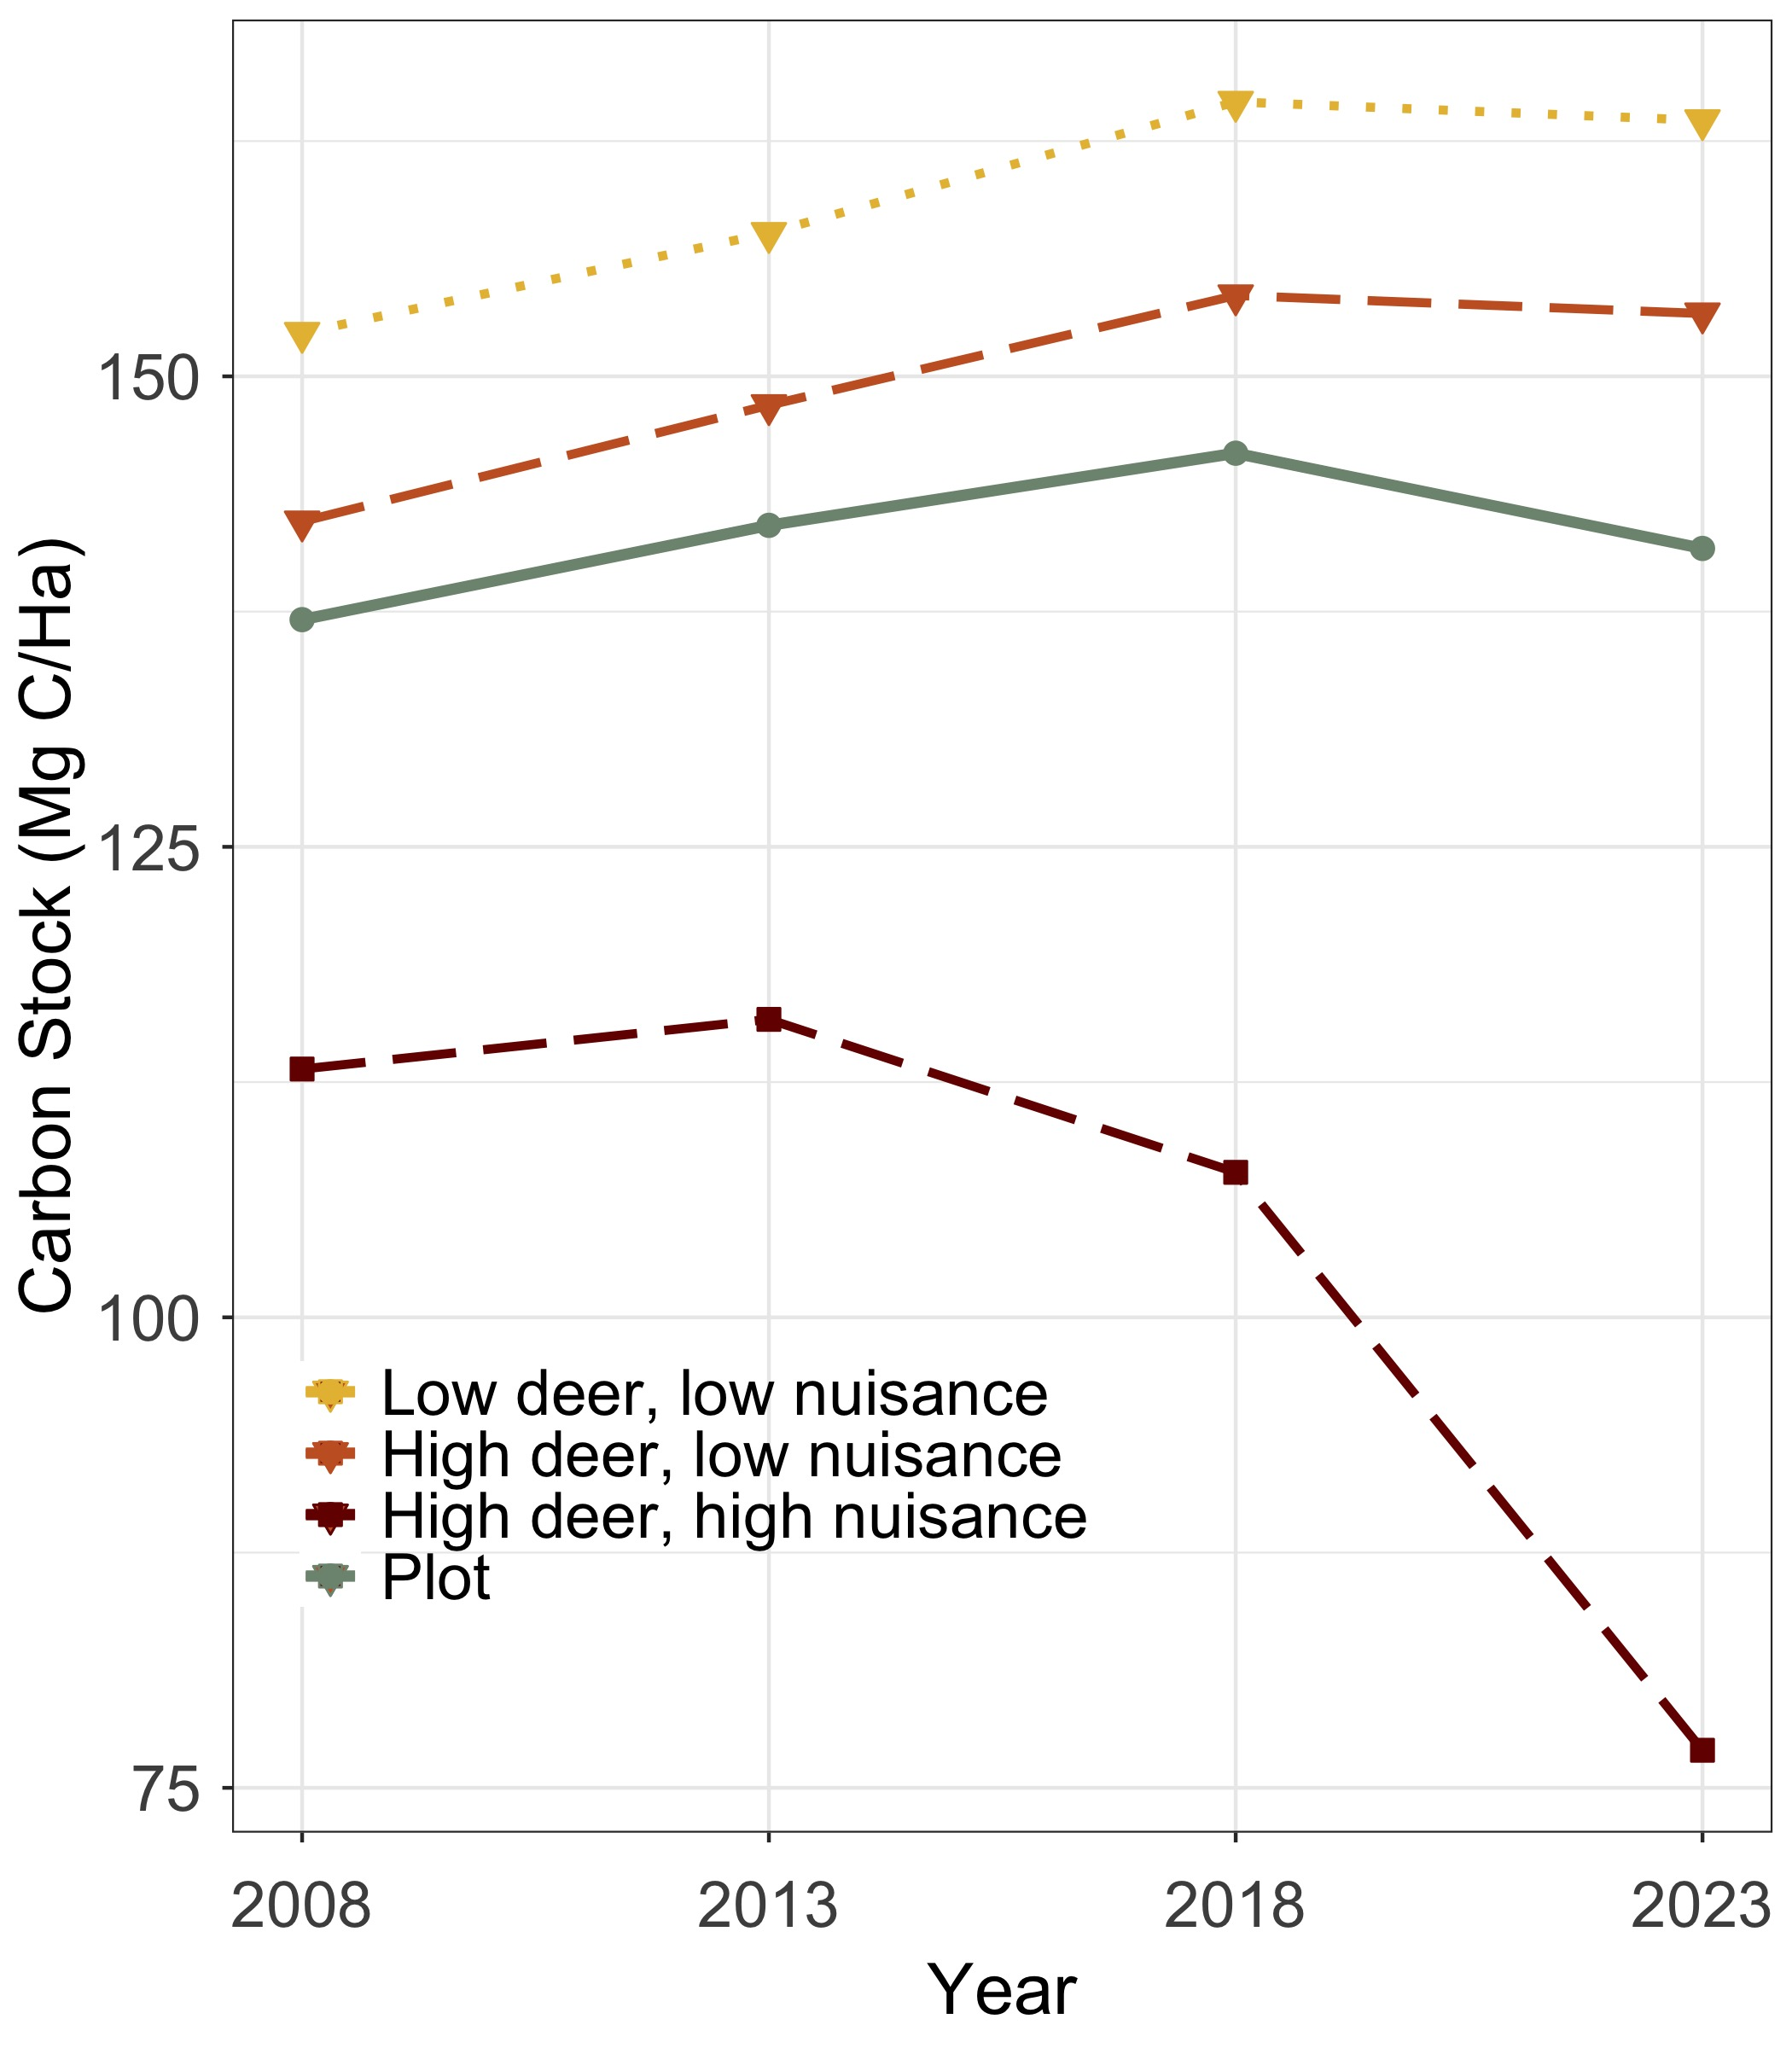 Carbon Stock (Mg C/Ha)
150
125
100
75
Low deer, low nuisance
High deer, low nuisance
High deer, high nuisance
Plot
2008 2013 2018 2023
Year